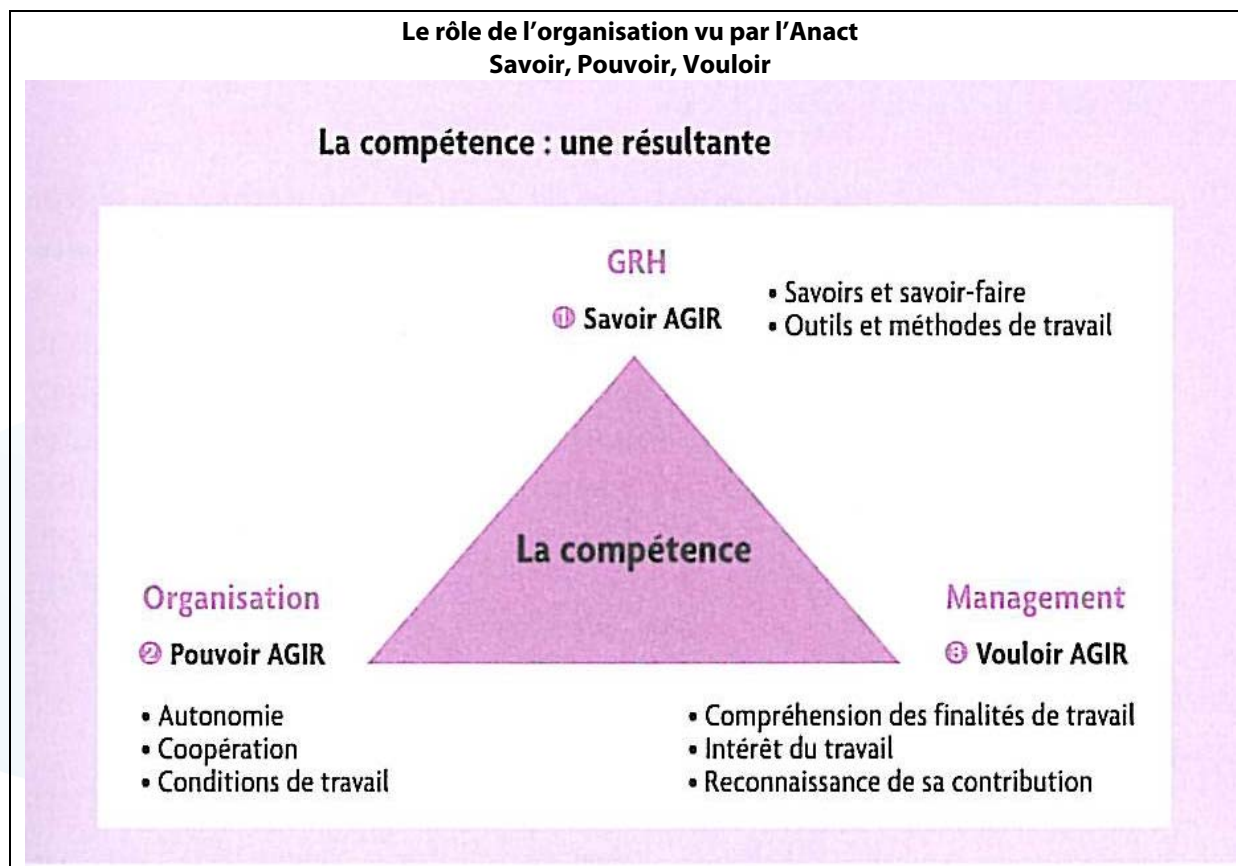 Le rôle de l’organisation vu par l’Anact
Savoir, Pouvoir, Vouloir
La compétence : une résultante
GRH
① Savoir AGIR
• Savoirs et savoir-faire
• Outils et méthodes de travail
La compétence
Organisation
② Pouvoir AGIR
• Autonomie
• Coopération
• Conditions de travail
Management
③ Vouloir AGIR
• Compréhension des finalités de travail
• Intérêt du travail
• Reconnaissance de sa contribution